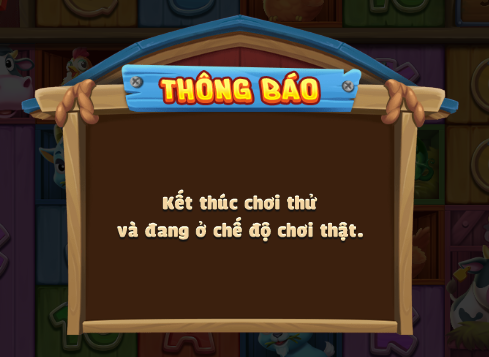 THÔNG BÁO
Kết thúc chơi thử
và đang ở chế độ chơi thật.